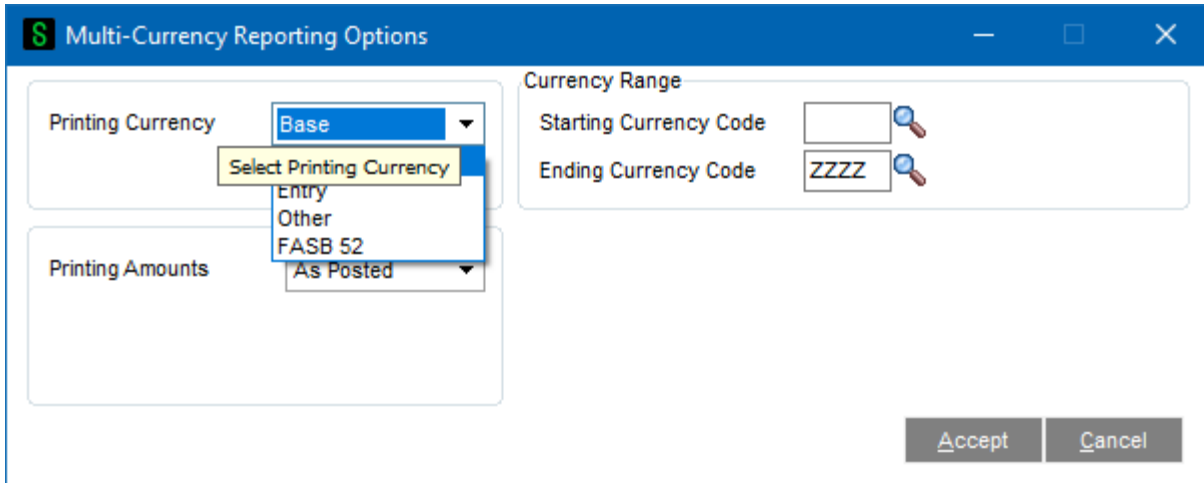 S Multi-Currency Reporting Options
Printing Currency
Base
Select Printing Currency
Entry
Other
FASB 52
Printing Amounts
As Posted
Currency Range
Starting Currency Code
Ending Currency Code
ZZZZ
Accept
Cancel